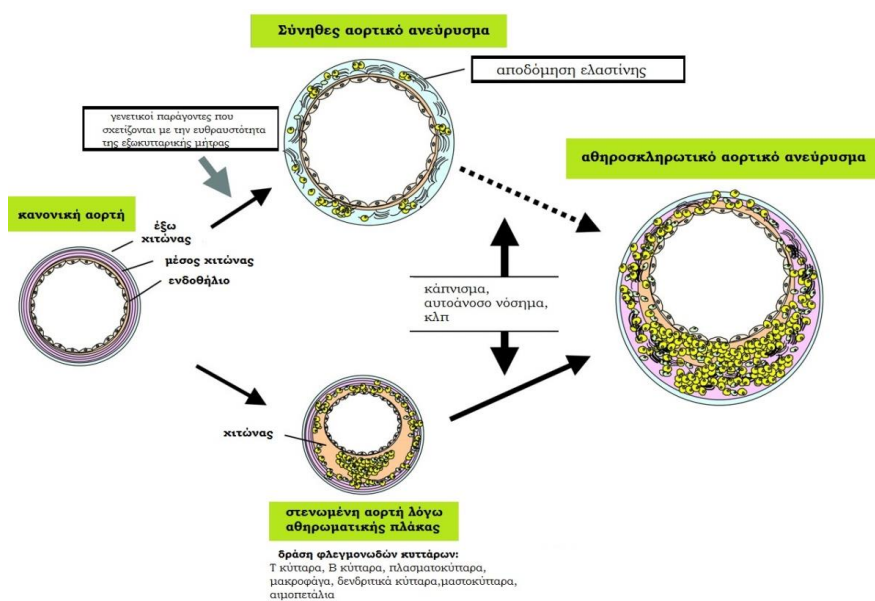 Σύνηθες αορτικό ανεύρυσμα
αποδόμηση ελαστίνης
γενετικοί παράγοντες που
σχετίζονται με την ευθραυστότητα
της εξωκυτταρικής μήτρας
αθηροσκληρωτικό αορτικό ανεύρυσμα
κανονική αορτή
έξω
χιτώνας
μέσος χιτώνας
ενδοθήλιο
κάπνισμα,
αυτοάνοσο νόσημα,
κλπ
χιτώνας
στενωμένη αορτή λόγω
αθηρωματικής πλάκας
δράση φλεγμονωδών κυττάρων:
Τ κύτταρα, Β κύτταρα, πλασματοκύτταρα,
μακροφάγα, δενδριτικά κύτταρα,μαστοκύτταρα,
αιμοπετάλια